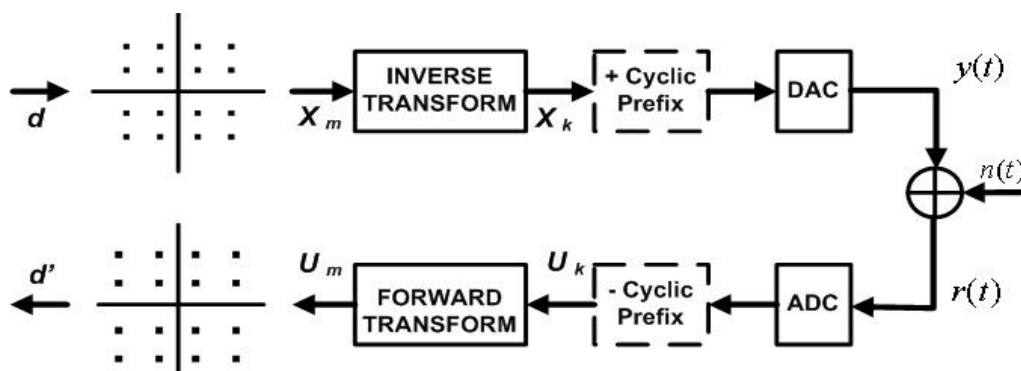 d
X m
INVERSE
TRANSFORM
X k
+ Cyclic
Prefix
DAC
y(t)
n(t)
r(t)
ADC
- Cyclic
Prefix
U k
FORWARD
TRANSFORM
U m
d'